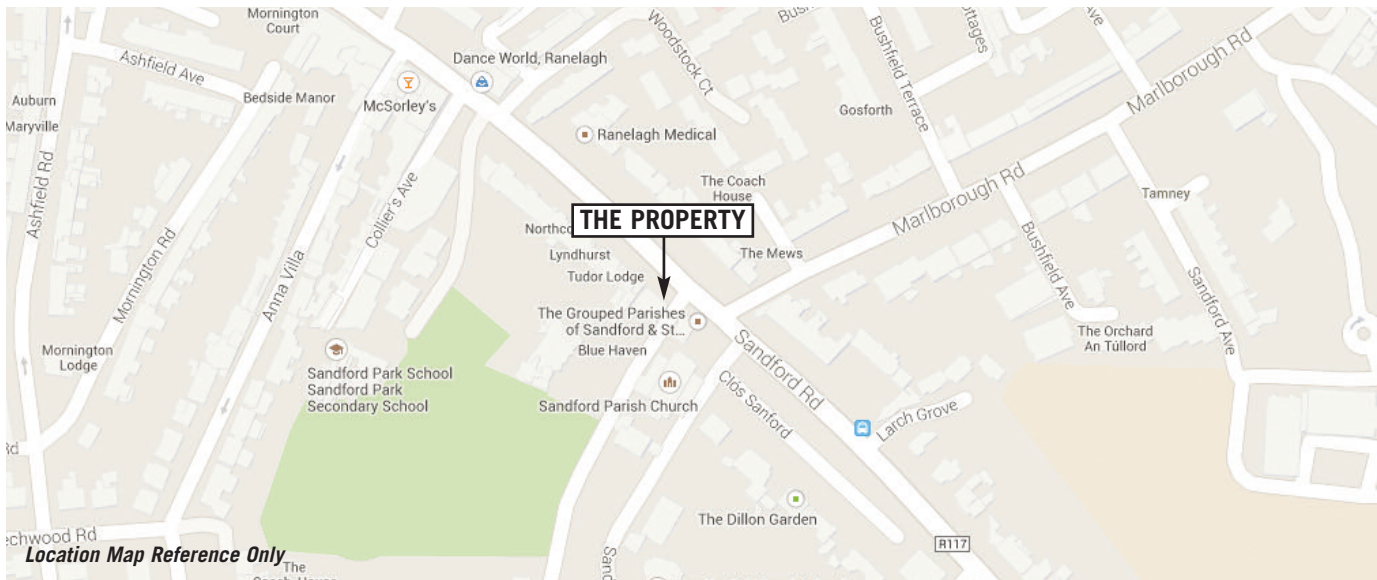 Mornington
Court
Ashfield Ave
Auburn
Maryville
Ashfield Rd
Bedside Manor
McSorley's
Dance World, Ranelagh
Woodstock Ct
Ranelagh Medical
Bushfield Terrace
Gosforth
Marlborough Rd
Ave
The Coach
House
Marlborough Rd
Tamney
THE PROPERTY
Lyndhurst
Tudor Lodge
The Mews
Collier's Ave
Anna Villa
Mornington Rd
Mornington
Lodge
The Grouped Parishes
of Sandford & St...
Blue Haven
Sandford Park School
Sandford Park
Secondary School
Sandford Parish Church
Sandford Rd
Clós Sanford
Bushfield Ave
The Orchard
An Túllord
Sandford Ave
Larch Grove
The Dillon Garden
R117
Rd
Location Map Reference Only
The